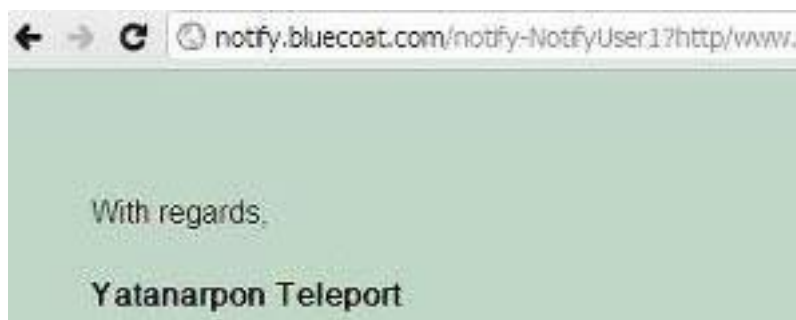 notify.bluecoat.com/notify-NotifyUser1?http/www.
With regards,
Yatanarpon Teleport